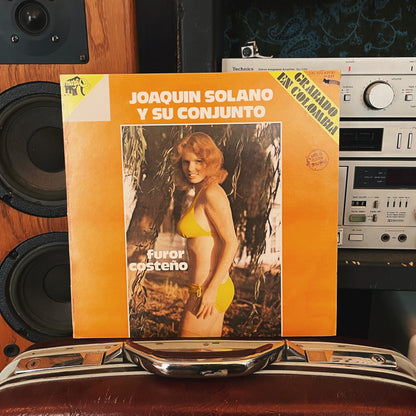 Technics
JOAQUIN SOLANO
Y SU CONJUNTO
GRABADO
EN COLOMBIA
furor
costeño